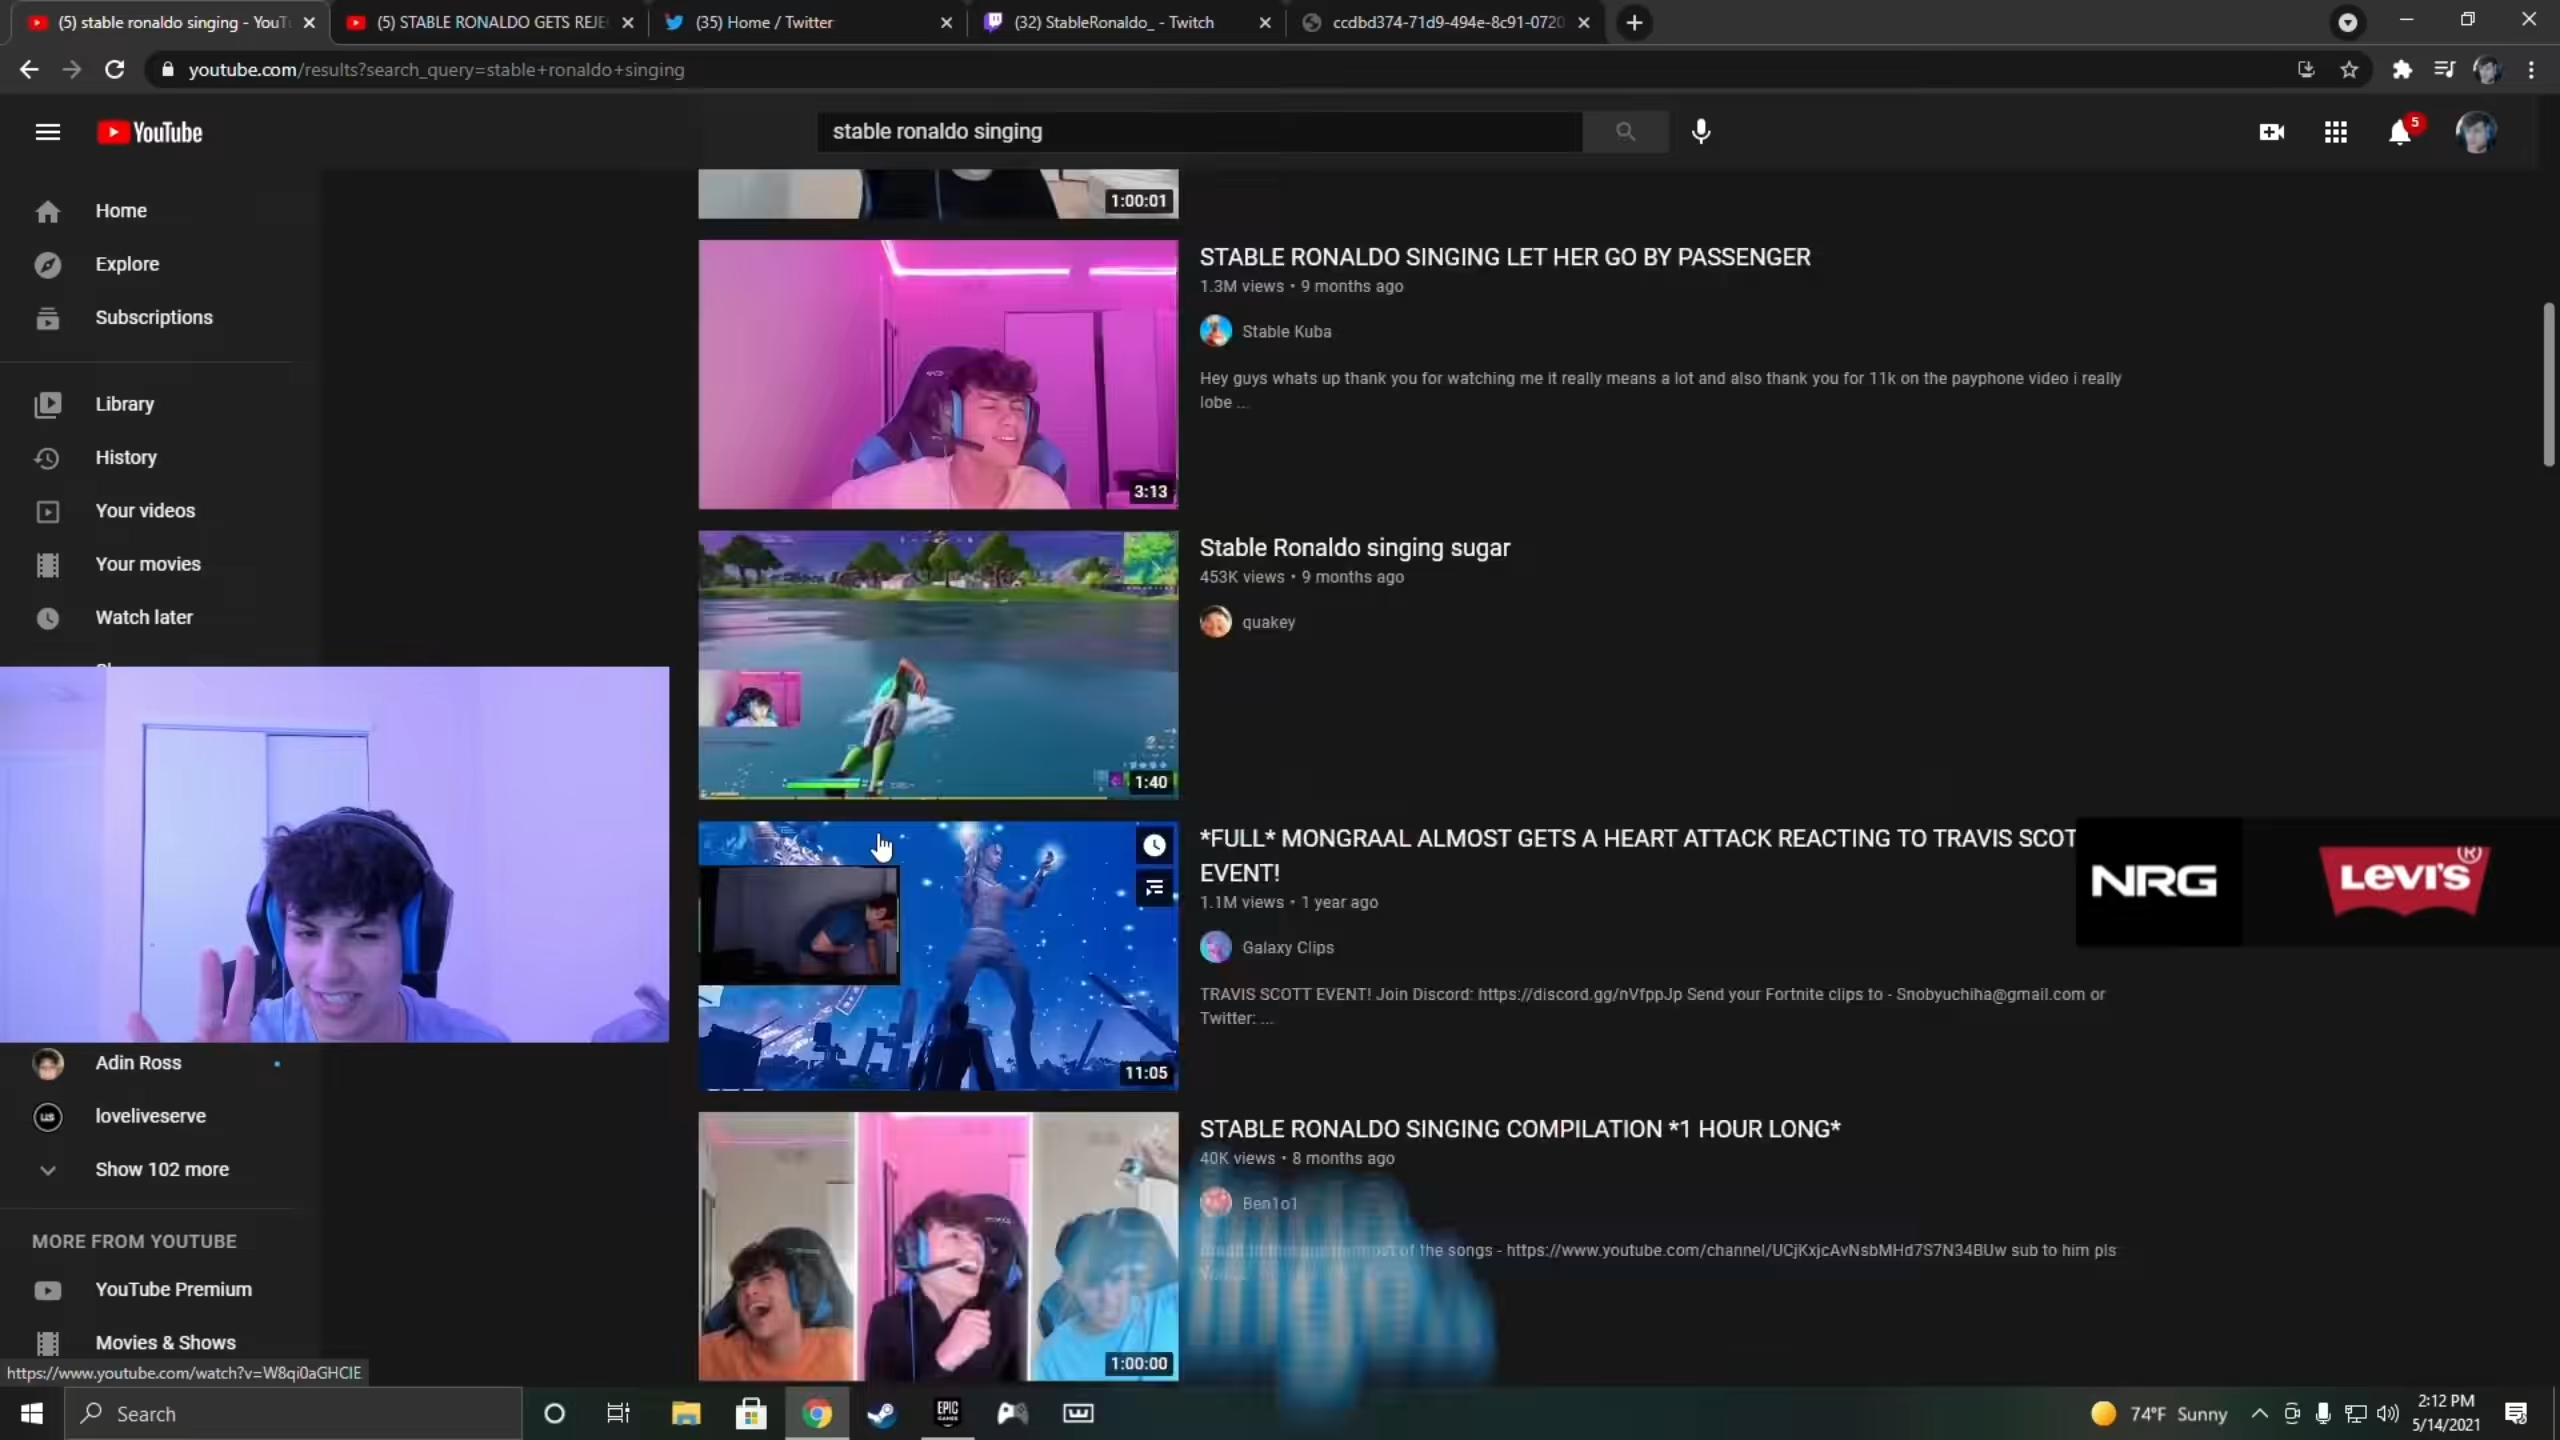 (5) stable ronaldo singing - YouT
(5) STABLE RONALDO GETS REJE
(35) Home / Twitter
(32) StableRonaldo_ - Twitch
ccdbd374-71d9-494e-8c91-0720
youtube.com/results?search_query=stable+ronaldo+singing
YouTube
stable ronaldo singing
5
Home
Explore
Subscriptions
Library
History
Your videos
Your movies
Watch later
Adin Ross
loveliveserve
Show 102 more
MORE FROM YOUTUBE
YouTube Premium
Movies & Shows
https://www.youtube.com/watch?v=W8qi0aGHCIE
1:00:01
STABLE RONALDO SINGING LET HER GO BY PASSENGER
1.3M views • 9 months ago
Stable Kuba
Hey guys whats up thank you for watching me it really means a lot and also thank you for 11k on the payphone video i really
lobe ...
3:13
Stable Ronaldo singing sugar
453K views • 9 months ago
quakey
1:40
*FULL* MONGRAAL ALMOST GETS A HEART ATTACK REACTING TO TRAVIS SCOT
EVENT!
1.1M views • 1 year ago
Galaxy Clips
TRAVIS SCOTT EVENT! Join Discord: https://discord.gg/nVfppJp Send your Fortnite clips to - Snobyuchiha@gmail.com or
Twitter: ...
11:05
NRG
LEVI'S®
STABLE RONALDO SINGING COMPILATION *1 HOUR LONG*
40K views • 8 months ago
Ben1o1
of the songs - https://www.youtube.com/channel/UCjKxjcAvNsbMHd7S7N34BUw sub to him pls
1:00:00
Search
EPIC
GAMES
74°F Sunny
2:12 PM
5/14/2021